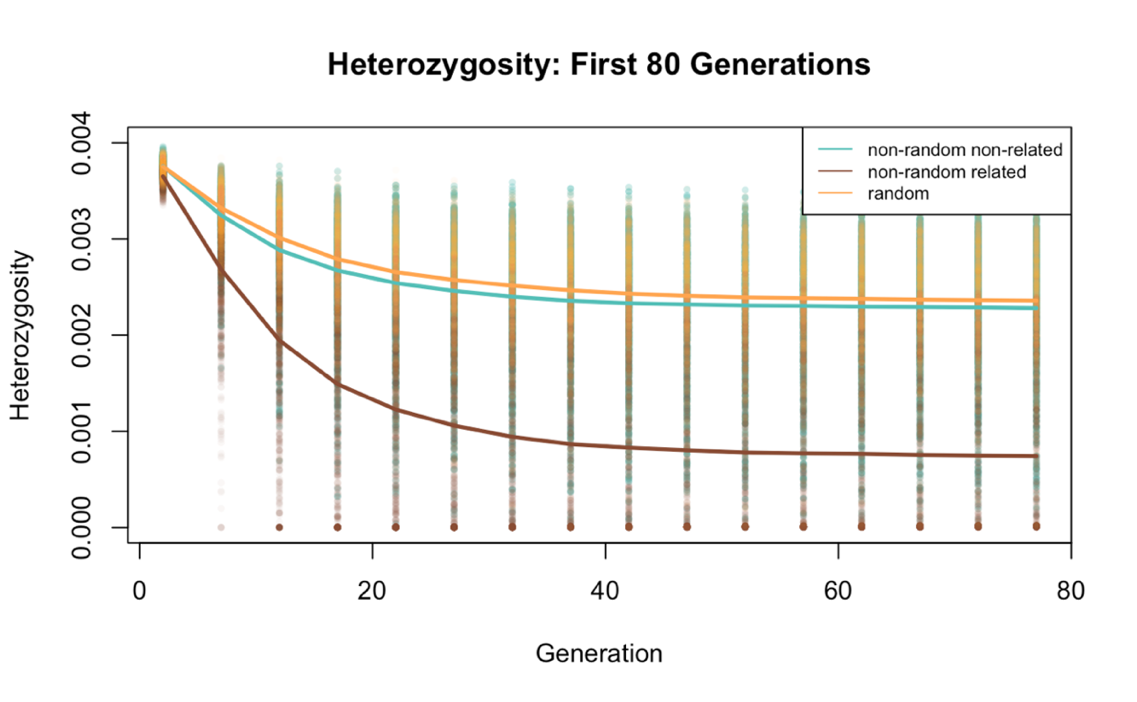 Heterozygosity: First 80 Generations
non-random non-related
non-random related
random
Heterozygosity
0.004
0.003
0.002
0.001
0.000
0 20 40 60 80
Generation